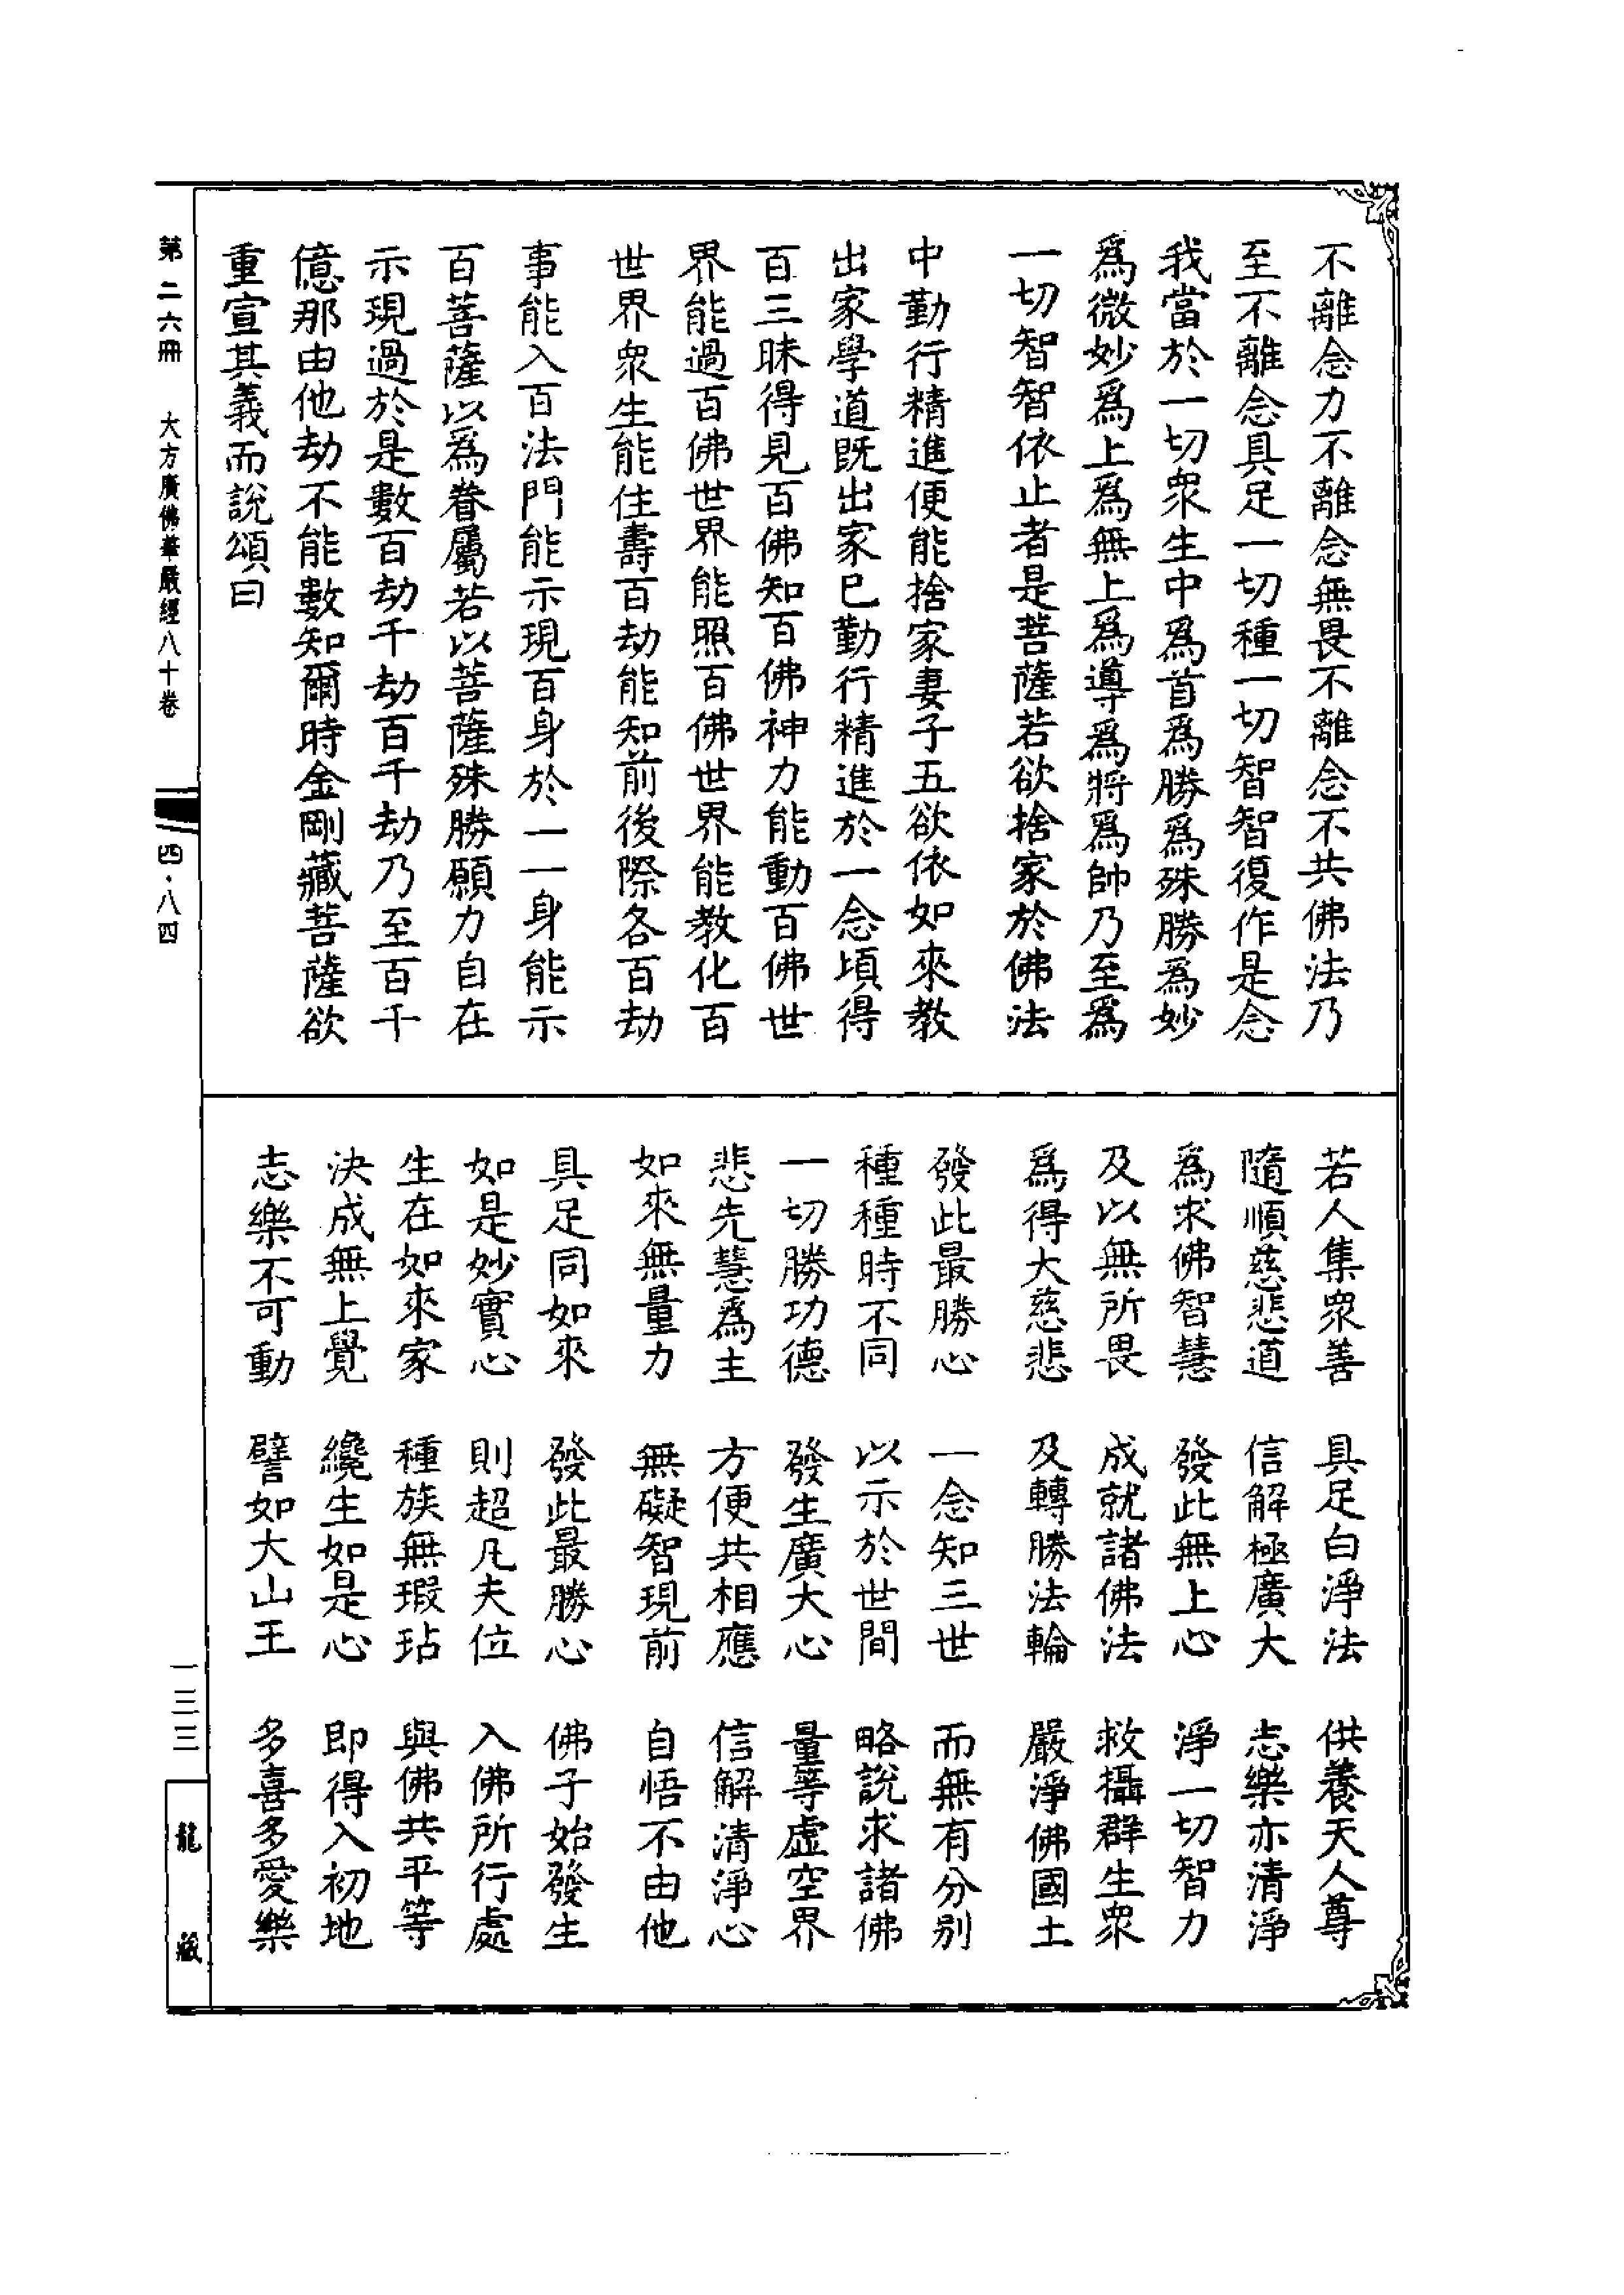 不離念力不離念無畏不離念不共佛法乃
至不離念具足一切種一切智智復作是念
我當於一切眾生中爲首爲勝爲殊勝爲妙
爲微妙爲上爲無上爲導爲將爲帥乃至爲
一切智智依止者是菩薩若欲捨家於佛法
中勤行精進便能捨家妻子五欲依如來教
出家學道既出家已勤行精進於一念頃得
百三昧得見百佛知百佛神力能動百佛世
界能過百佛世界能照百佛世界能教化百
世界眾生能住壽百劫能知前後際各百劫
事能入百法門能示現百身於一一身能示
百菩薩以爲眷屬若以菩薩殊勝願力自在
示現過於是數百劫千劫百千劫乃至百千
億那由他劫不能數知爾時金剛藏菩薩欲
重宣其義而說頌曰
若人集眾善 具足白淨法 供養天人尊
隨順慈悲道 信解極廣大 志樂亦清淨
爲求佛智慧 發此無上心 淨一切智力
及以無所畏 成就諸佛法 救攝群生眾
爲得大慈悲 及轉勝法輪 嚴淨佛國土
發此最勝心 一念知三世 而無有分別
種種時不同 以示於世間 略說求諸佛
一切勝功德 發生廣大心 量等虛空界
悲先慧爲主 方便共相應 信解清淨心
如來無量力 無礙智現前 自悟不由他
具足同如來 發此最勝心 佛子始發生
如是妙寶心 則超凡夫位 入佛所行處
生在如來家 種族無瑕玷 與佛共平等
決成無上覺 纔生如是心 即得入初地
志樂不可動 譬如大山王 多喜多愛樂
第二六冊 大方廣佛華嚴經八十卷 四·八四
一三三
龍藏